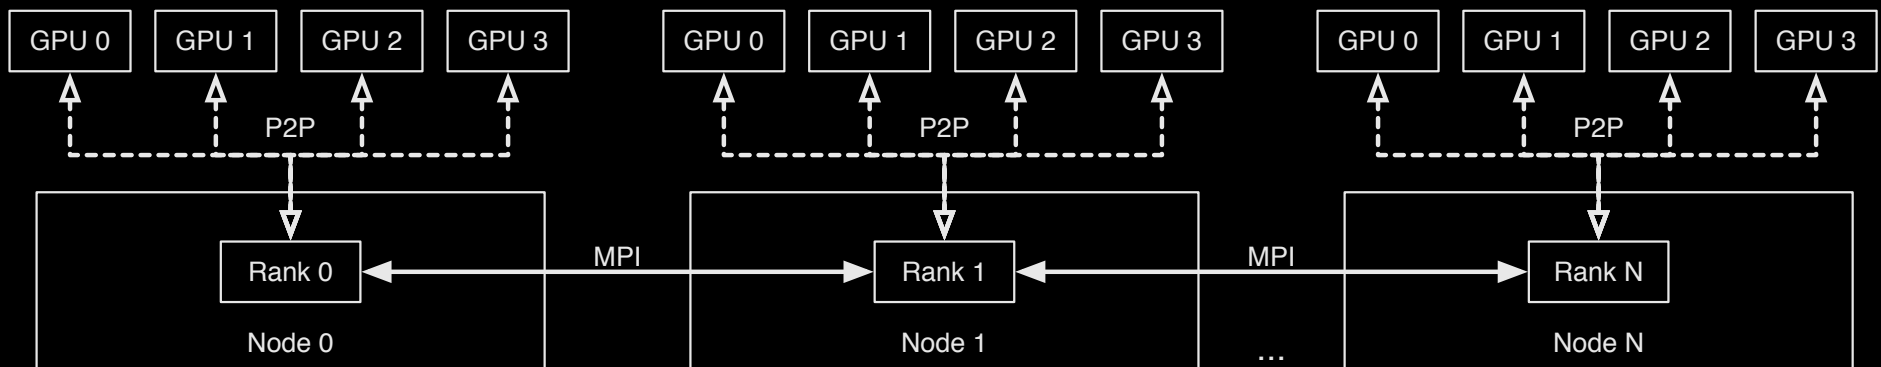 GPU 0 GPU 1 GPU 2 GPU 3 GPU 0 GPU 1 GPU 2 GPU 3 GPU 0 GPU 1 GPU 2 GPU 3
P2P P2P P2P
Rank 0 MPI Rank 1 MPI Rank N
Node 0 Node 1 ... Node N